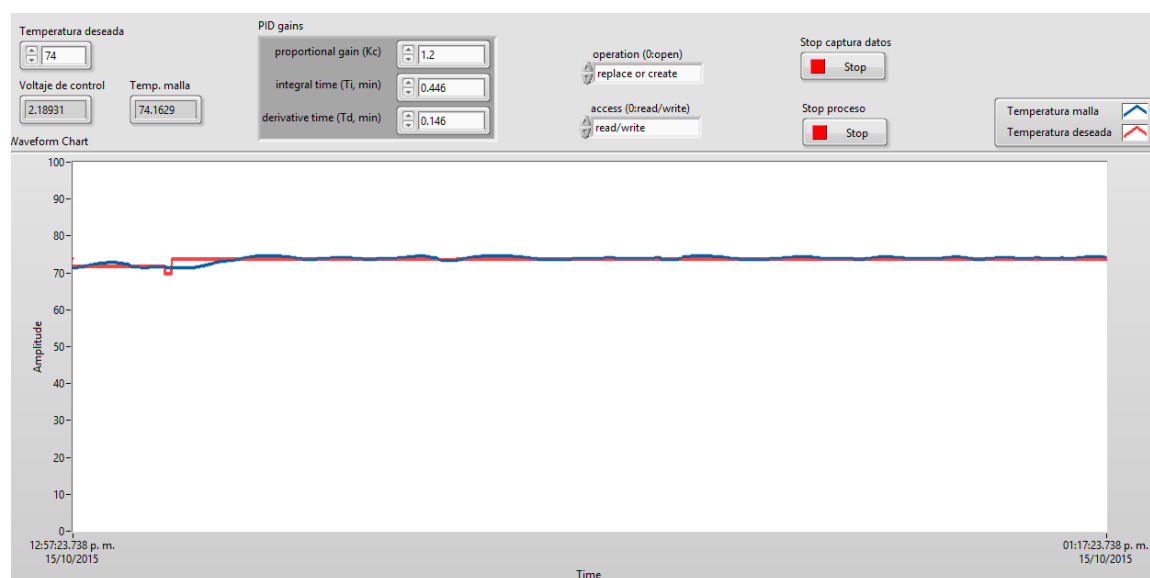 Temperatura deseada
74
Voltaje de control
2.18931
Temp. malla
74.1629
PID gains
proportional gain (Kc)
1.2
integral time (Ti, min)
0.446
derivative time (Td, min)
0.146
operation (0:open)
replace or create
access (0:read/write)
read/write
Stop captura datos
Stop
Stop proceso
Stop
Temperatura malla
Temperatura deseada
Waveform Chart
100
90
80
70
60
50
40
30
20
10
0
Amplitude
12:57:23.738 p. m.
15/10/2015
01:17:23.738 p. m.
15/10/2015
Time